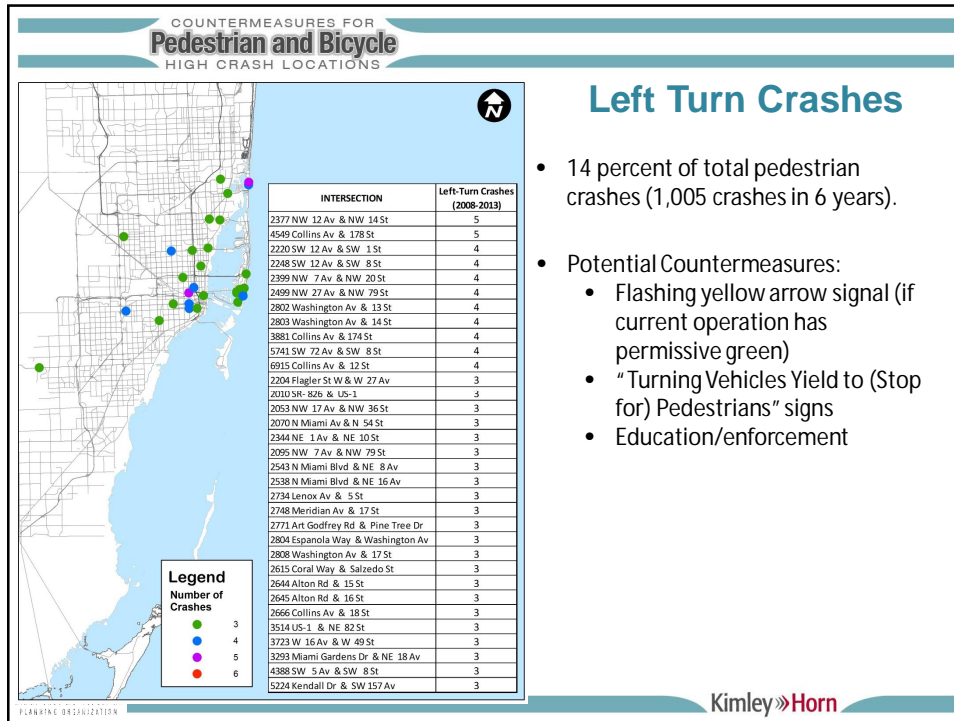 COUNTERMEASURES FOR
Pedestrian and Bicycle
HIGH CRASH LOCATIONS
N
Left Turn Crashes
• 14 percent of total pedestrian
crashes (1,005 crashes in 6 years).
• Potential Countermeasures:
• Flashing yellow arrow signal (if
current operation has
permissive green)
• "Turning Vehicles Yield to (Stop
for) Pedestrians" signs
• Education/enforcement
INTERSECTION Left-Turn Crashes
(2008-2013)
2377 NW 12 Av & NW 14 St 5
4549 Collins Av & 178 St 5
2220 SW 12 Av & SW 1 St 4
2248 SW 12 Av & SW 8 St 4
2399 NW 7 Av & NW 20 St 4
2499 NW 27 Av & NW 79 St 4
2802 Washington Av & 13 St 4
2803 Washington Av & 14 St 4
3881 Collins Av & 174 St 4
5741 SW 72 Av & SW 8 St 4
6915 Collins Av & 12 St 4
2204 Flagler St W & W 27 Av 3
2010 SR- 826 & US-1 3
2053 NW 17 Av & NW 36 St 3
2070 N Miami Av & N 54 St 3
2344 NE 1 Av & NE 10 St 3
2095 NW 7 Av & NW 79 St 3
2543 N Miami Blvd & NE 8 Av 3
2538 N Miami Blvd & NE 16 Av 3
2734 Lenox Av & 5 St 3
2748 Meridian Av & 17 St 3
2771 Art Godfrey Rd & Pine Tree Dr 3
2804 Espanola Way & Washington Av 3
2808 Washington Av & 17 St 3
2615 Coral Way & Salzedo St 3
2644 Alton Rd & 15 St 3
2645 Alton Rd & 16 St 3
2666 Collins Av & 18 St 3
3514 US-1 & NE 82 St 3
3723 W 16 Av & W 49 St 3
3293 Miami Gardens Dr & NE 18 Av 3
4388 SW 5 Av & SW 8 St 3
5224 Kendall Dr & SW 157 Av 3
Legend
Number of
Crashes
3
4
5
6
PLANNING ORGANIZATION
Kimley»Horn